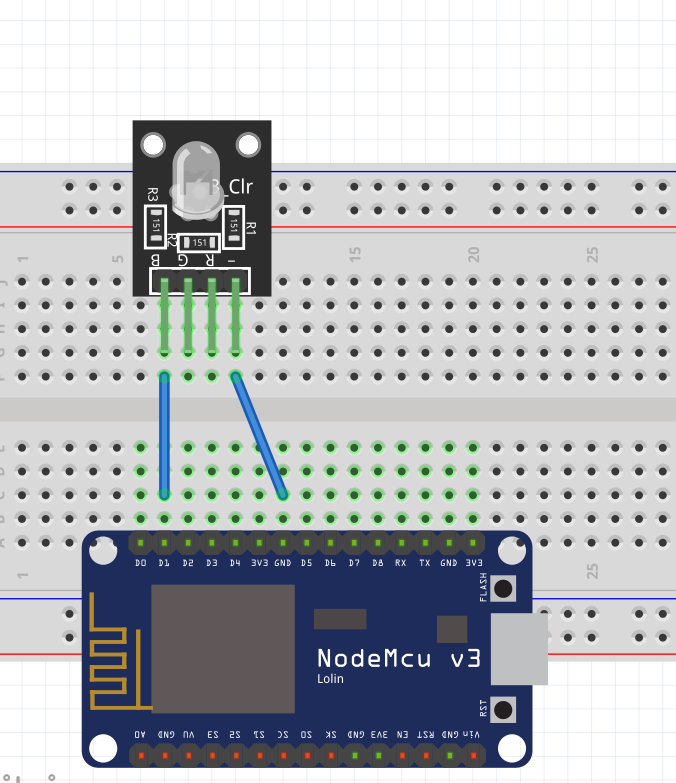 B_Clr
R3
R1
R2
151
151
151
B G R -
1 5 15 20 25
J
I
H
G
F
E
D
C
B
A
D0 D1 D2 D3 D4 3V3 GND D5 D6 D7 D8 RX TX GND 3V3
1 25
FLASH
NodeMcu v3
Lolin
RST
A0 GND VU S3 S2 S1 SC SO SK GND 3V3 EN RST GND Vin